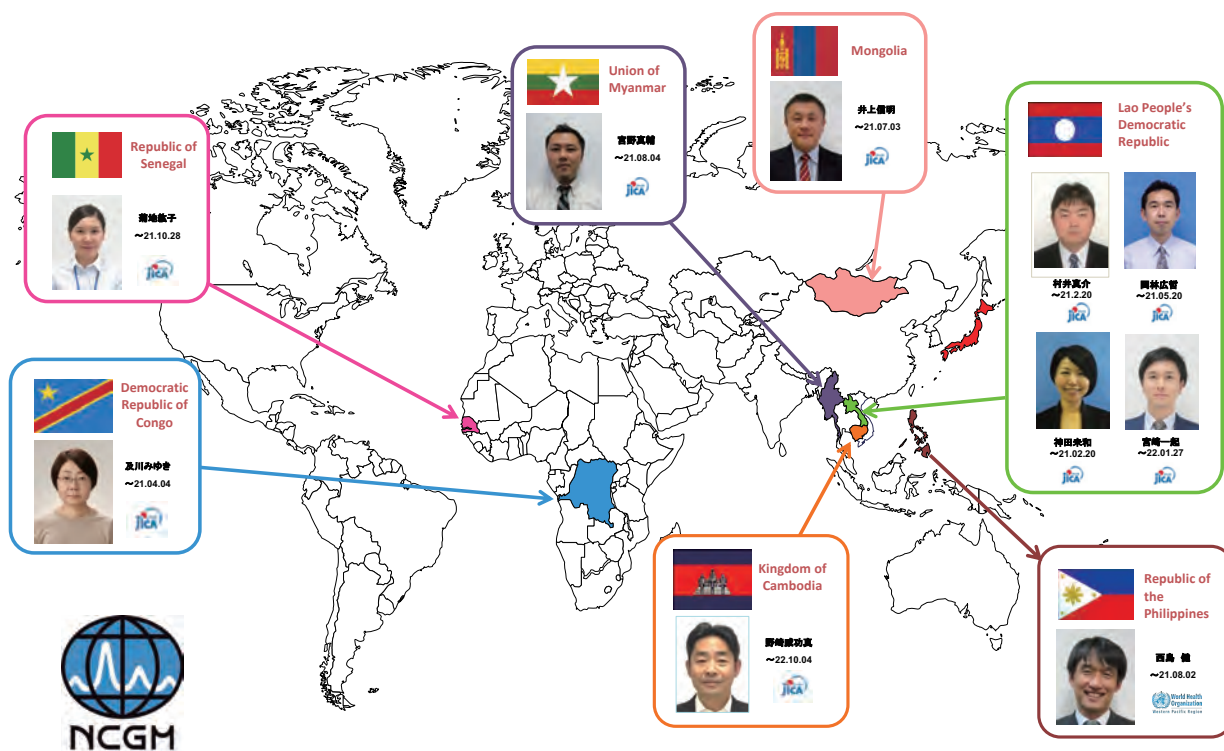 Republic of
Senegal
菊地紘子
～21.10.28
JICA
Union of
Myanmar
宮野真輔
～21.08.04
JICA
Mongolia
井上信明
～21.07.03
JICA
Lao People's
Democratic
Republic
村井真介
～21.2.20
JICA
岡林広哲
～21.05.20
JICA
神田未和
～21.02.20
JICA
宮崎一起
～22.01.27
JICA
Democratic
Republic of
Congo
及川みゆき
～21.04.04
JICA
Kingdom of
Cambodia
野崎威功真
～22.10.04
JICA
Republic of
the
Philippines
西島 健
～21.08.02
World Health
Organization
Western Pacific Region
NCGM